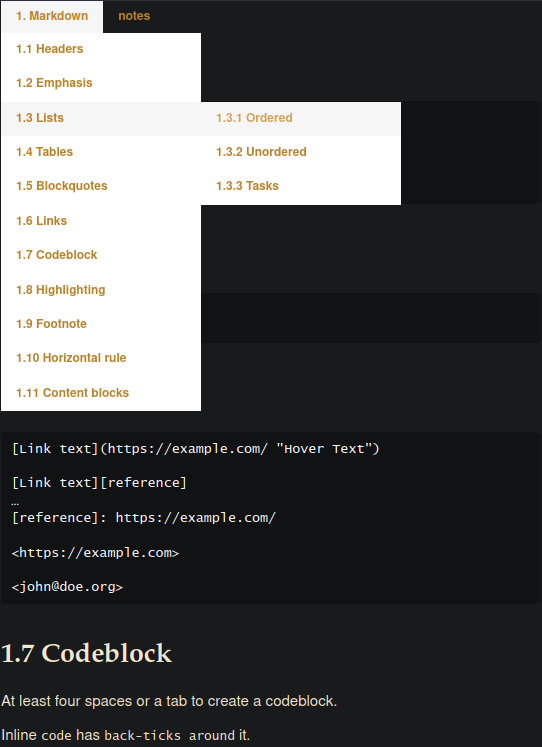 1. Markdown
notes
1.1 Headers
1.2 Emphasis
1.3 Lists
1.3.1 Ordered
1.4 Tables
1.3.2 Unordered
1.5 Blockquotes
1.3.3 Tasks
1.6 Links
1.7 Codeblock
1.8 Highlighting
1.9 Footnote
1.10 Horizontal rule
1.11 Content blocks
[Link text](https://example.com/ "Hover Text")
[Link text][reference]
…
[reference]: https://example.com/
<https://example.com>
<john@doe.org>
1.7 Codeblock
At least four spaces or a tab to create a codeblock.
Inline code has back-ticks around it.